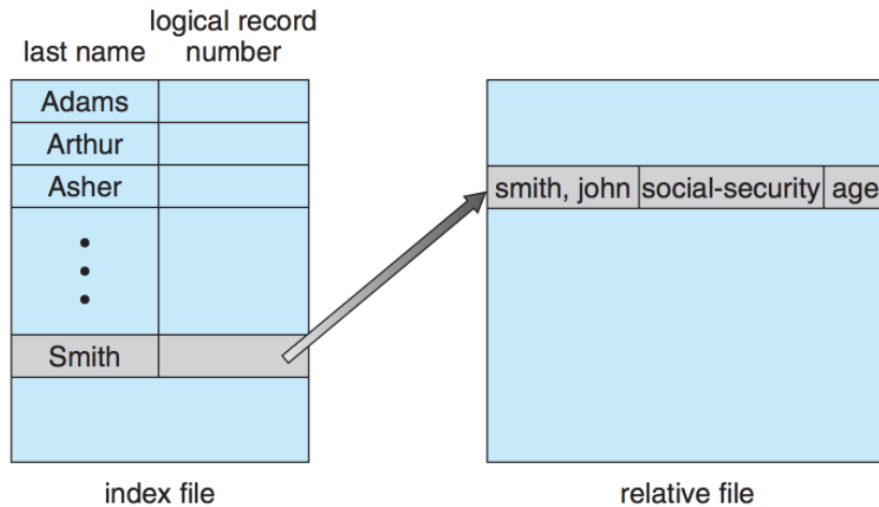 logical record
last name number
Adams
Arthur
Asher
smith, john social-security age
Smith
index file relative file